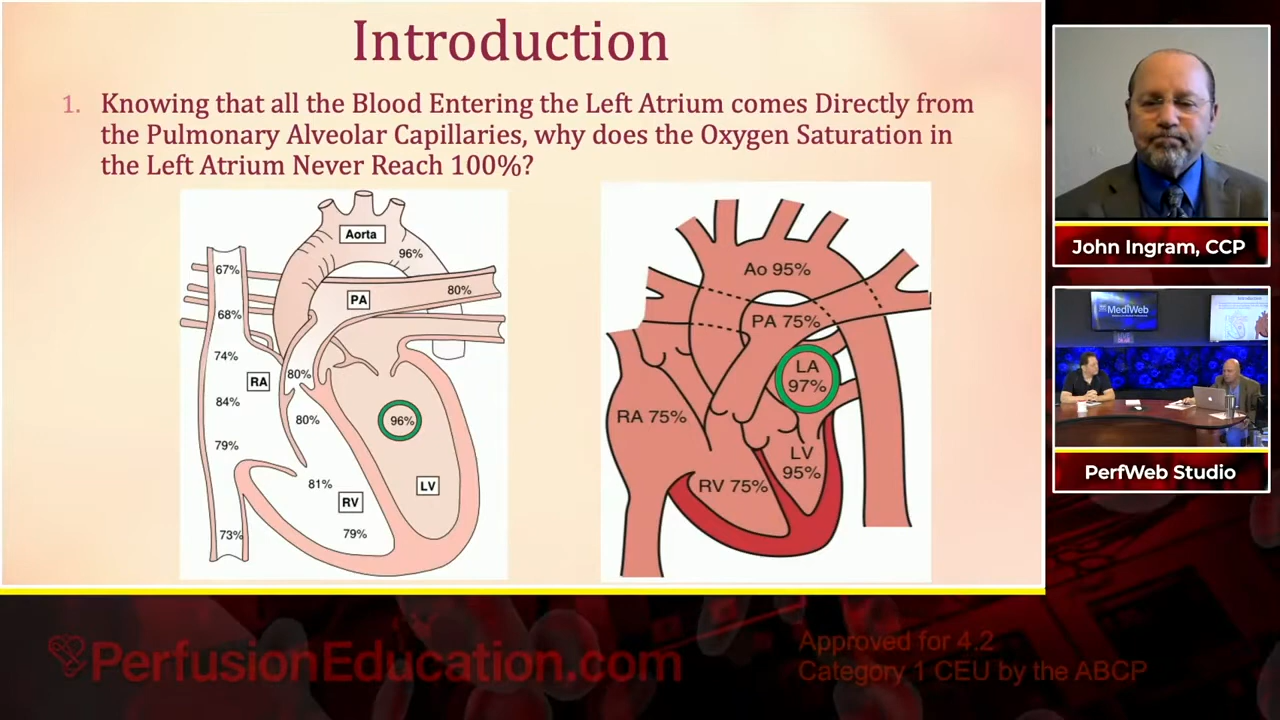 Introduction
1. Knowing that all the Blood Entering the Left Atrium comes Directly from
the Pulmonary Alveolar Capillaries, why does the Oxygen Saturation in
the Left Atrium Never Reach 100%?
Aorta
96%
67%
PA
80%
68%
74%
RA
80%
84%
80%
96%
79%
81%
LV
RV
73%
79%
Ao 95%
PA 75%
LA
97%
RA 75%
LV
95%
RV 75%
John Ingram, CCP
MediWeb
Introduction
PerfWeb Studio
PerfusionEducation.com
Approved for 4.2
Category 1 CEU by the ABCP